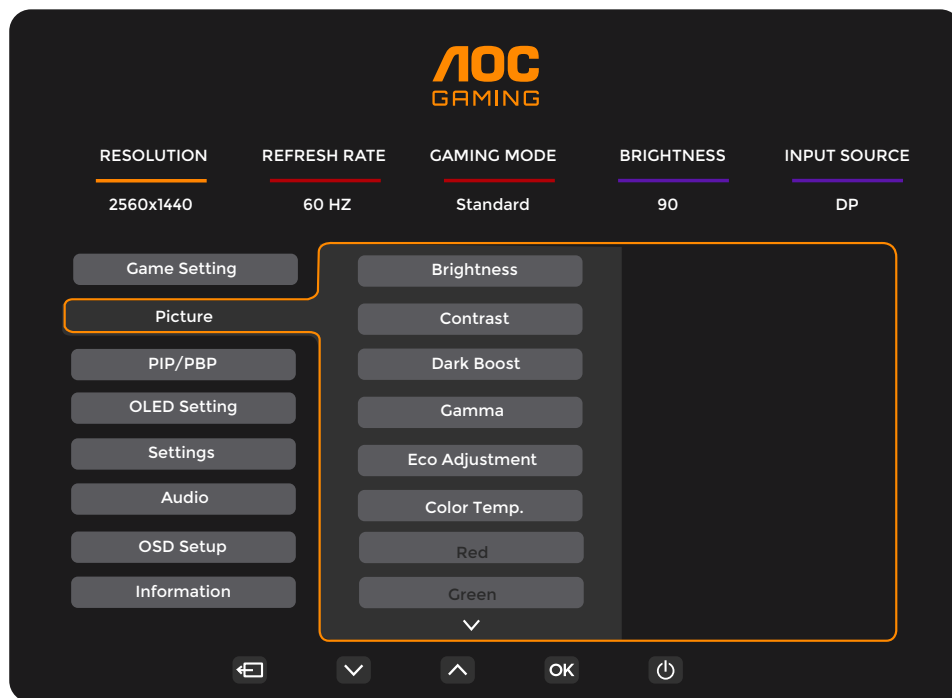 AOC
GAMING
RESOLUTION REFRESH RATE GAMING MODE BRIGHTNESS INPUT SOURCE
2560x1440 60 HZ Standard 90 DP
Game Setting
Picture
PIP/PBP
OLED Setting
Settings
Audio
OSD Setup
Information
Brightness
Contrast
Dark Boost
Gamma
Eco Adjustment
Color Temp.
Red
Green
OK